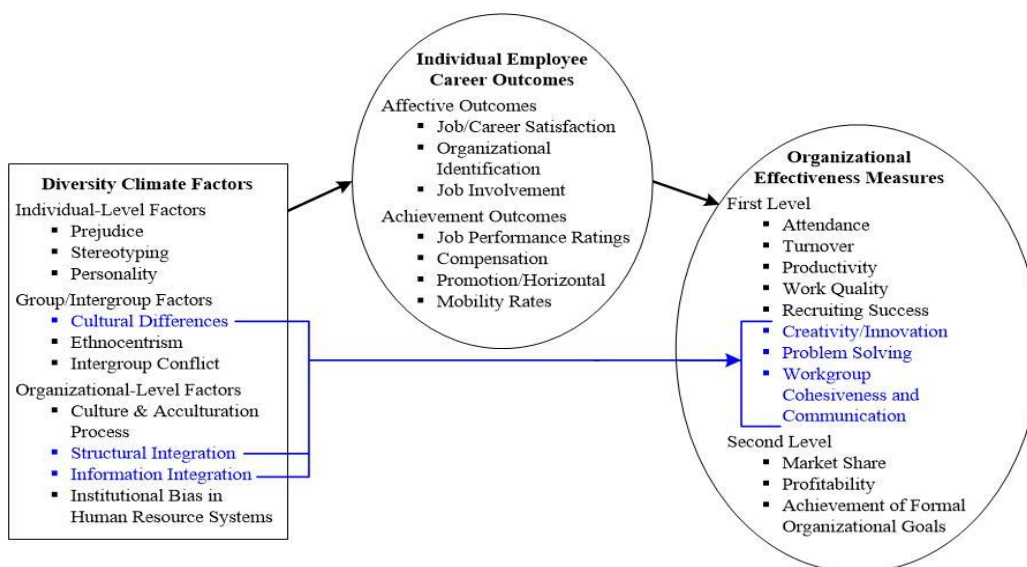 Diversity Climate Factors
Individual-Level Factors
▪ Prejudice
▪ Stereotyping
▪ Personality
Group/Intergroup Factors
▪ Cultural Differences
▪ Ethnocentrism
▪ Intergroup Conflict
Organizational-Level Factors
▪ Culture & Acculturation
Process
▪ Structural Integration
▪ Information Integration
▪ Institutional Bias in
Human Resource Systems
Individual Employee
Career Outcomes
Affective Outcomes
▪ Job/Career Satisfaction
▪ Organizational
Identification
▪ Job Involvement
Achievement Outcomes
▪ Job Performance Ratings
▪ Compensation
▪ Promotion/Horizontal
▪ Mobility Rates
Organizational
Effectiveness Measures
First Level
▪ Attendance
▪ Turnover
▪ Productivity
▪ Work Quality
▪ Recruiting Success
▪ Creativity/Innovation
▪ Problem Solving
▪ Workgroup
Cohesiveness and
Communication
Second Level
▪ Market Share
▪ Profitability
▪ Achievement of Formal
Organizational Goals